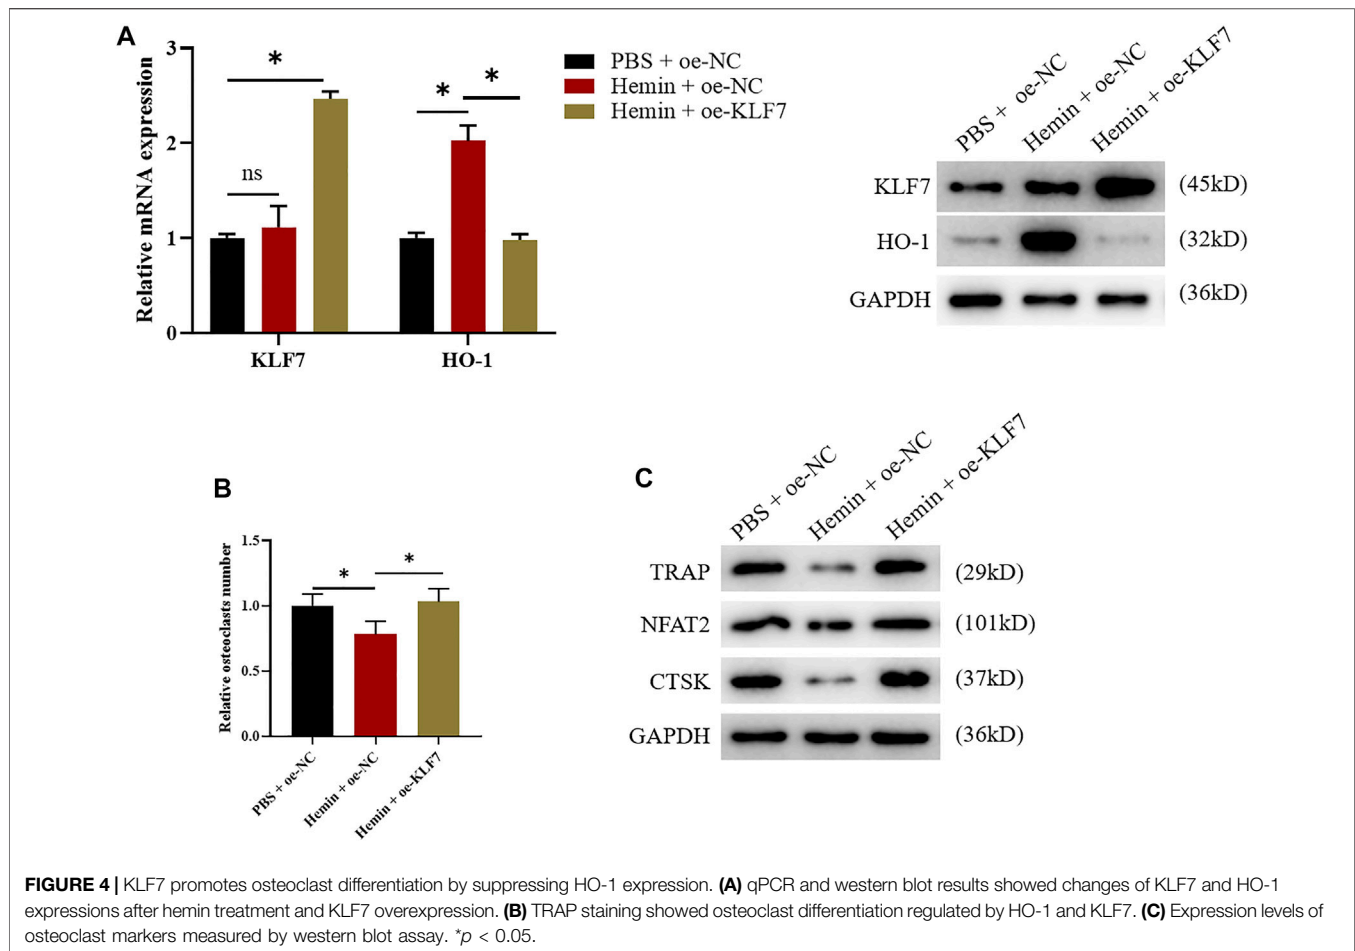 A
3
2
1
0
Relative mRNA expression
*
*
*
ns
KLF7
HO-1
PBS + oe-NC
Hemin + oe-NC
Hemin + oe-KLF7
PBS + oe-NC
Hemin + oe-NC
Hemin + oe-KLF7
KLF7 (45kD)
HO-1 (32kD)
GAPDH (36kD)
B
1.5
1.0
0.5
0.0
Relative osteoclasts number
*
*
PBS + oe-NC
Hemin + oe-NC
Hemin + oe-KLF7
C
PBS + oe-NC
Hemin + oe-NC
Hemin + oe-KLF7
TRAP (29kD)
NFAT2 (101kD)
CTSK (37kD)
GAPDH (36kD)
FIGURE 4 | KLF7 promotes osteoclast differentiation by suppressing HO-1 expression. (A) qPCR and western blot results showed changes of KLF7 and HO-1
expressions after hemin treatment and KLF7 overexpression. (B) TRAP staining showed osteoclast differentiation regulated by HO-1 and KLF7. (C) Expression levels of
osteoclast markers measured by western blot assay. *p < 0.05.